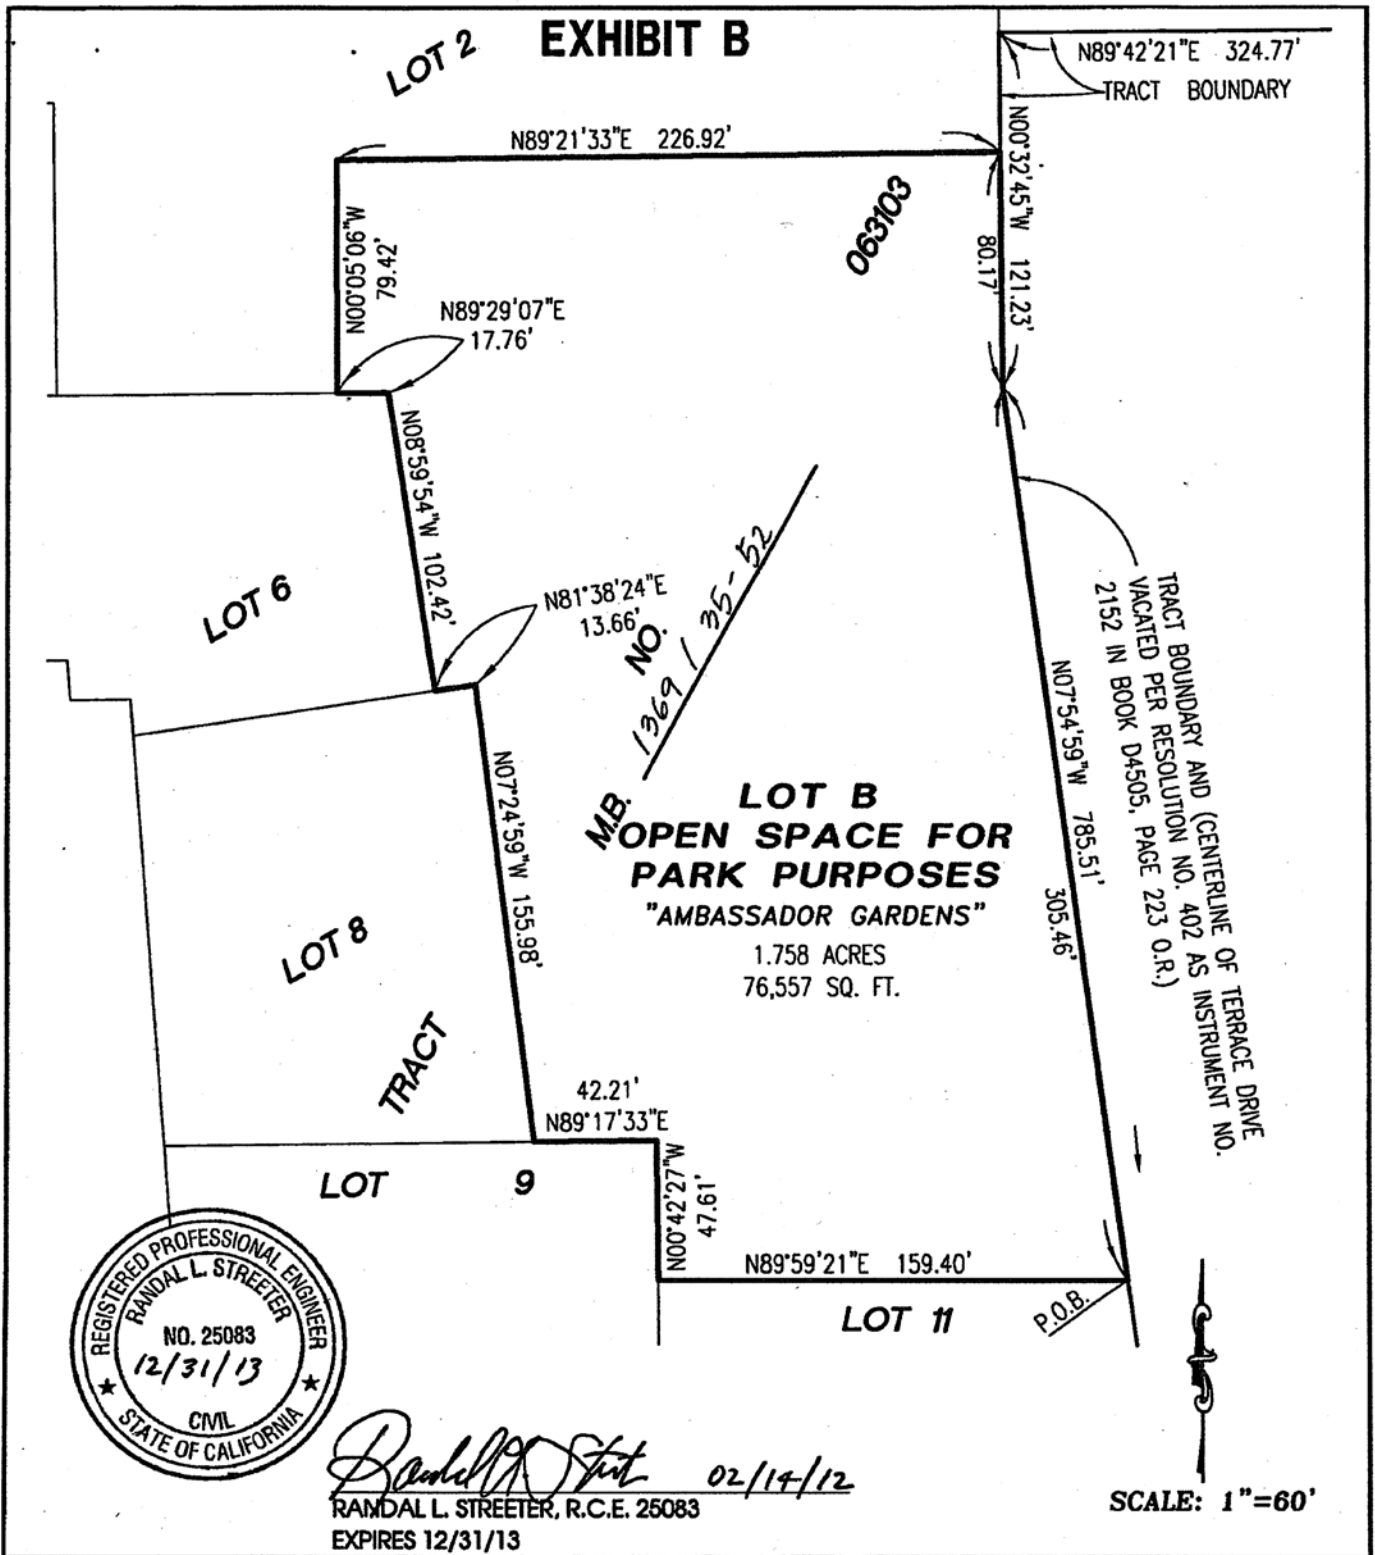 EXHIBIT B
LOT 2
N89°42'21"E 324.77'
TRACT BOUNDARY
N89°21'33"E 226.92'
N00°32'45"W 121.23'
80.17'
063103
N00°05'06"W
79.42'
N89°29'07"E
17.76'
N08°59'54"W 102.42'
LOT 6
N81°38'24"E
13.66'
NO.
M.B. 1369 / 35-52
TRACT BOUNDARY AND (CENTERLINE OF TERRACE DRIVE
VACATED PER RESOLUTION NO. 402 AS INSTRUMENT NO.
2152 IN BOOK D4505, PAGE 223 O.R.)
N07°54'59"W 785.51'
305.46'
N07°24'59"W 155.98'
LOT B
OPEN SPACE FOR
PARK PURPOSES
"AMBASSADOR GARDENS"
1.758 ACRES
76,557 SQ. FT.
LOT 8
TRACT
42.21'
N89°17'33"E
LOT 9
N00°42'27"W
47.61'
N89°59'21"E 159.40'
LOT 11
P.O.B.
REGISTERED PROFESSIONAL ENGINEER
RANDAL L. STREETER
NO. 25083
12/31/13
CIVIL
STATE OF CALIFORNIA
02/14/12
RANDAL L. STREETER, R.C.E. 25083
EXPIRES 12/31/13
SCALE: 1"=60'